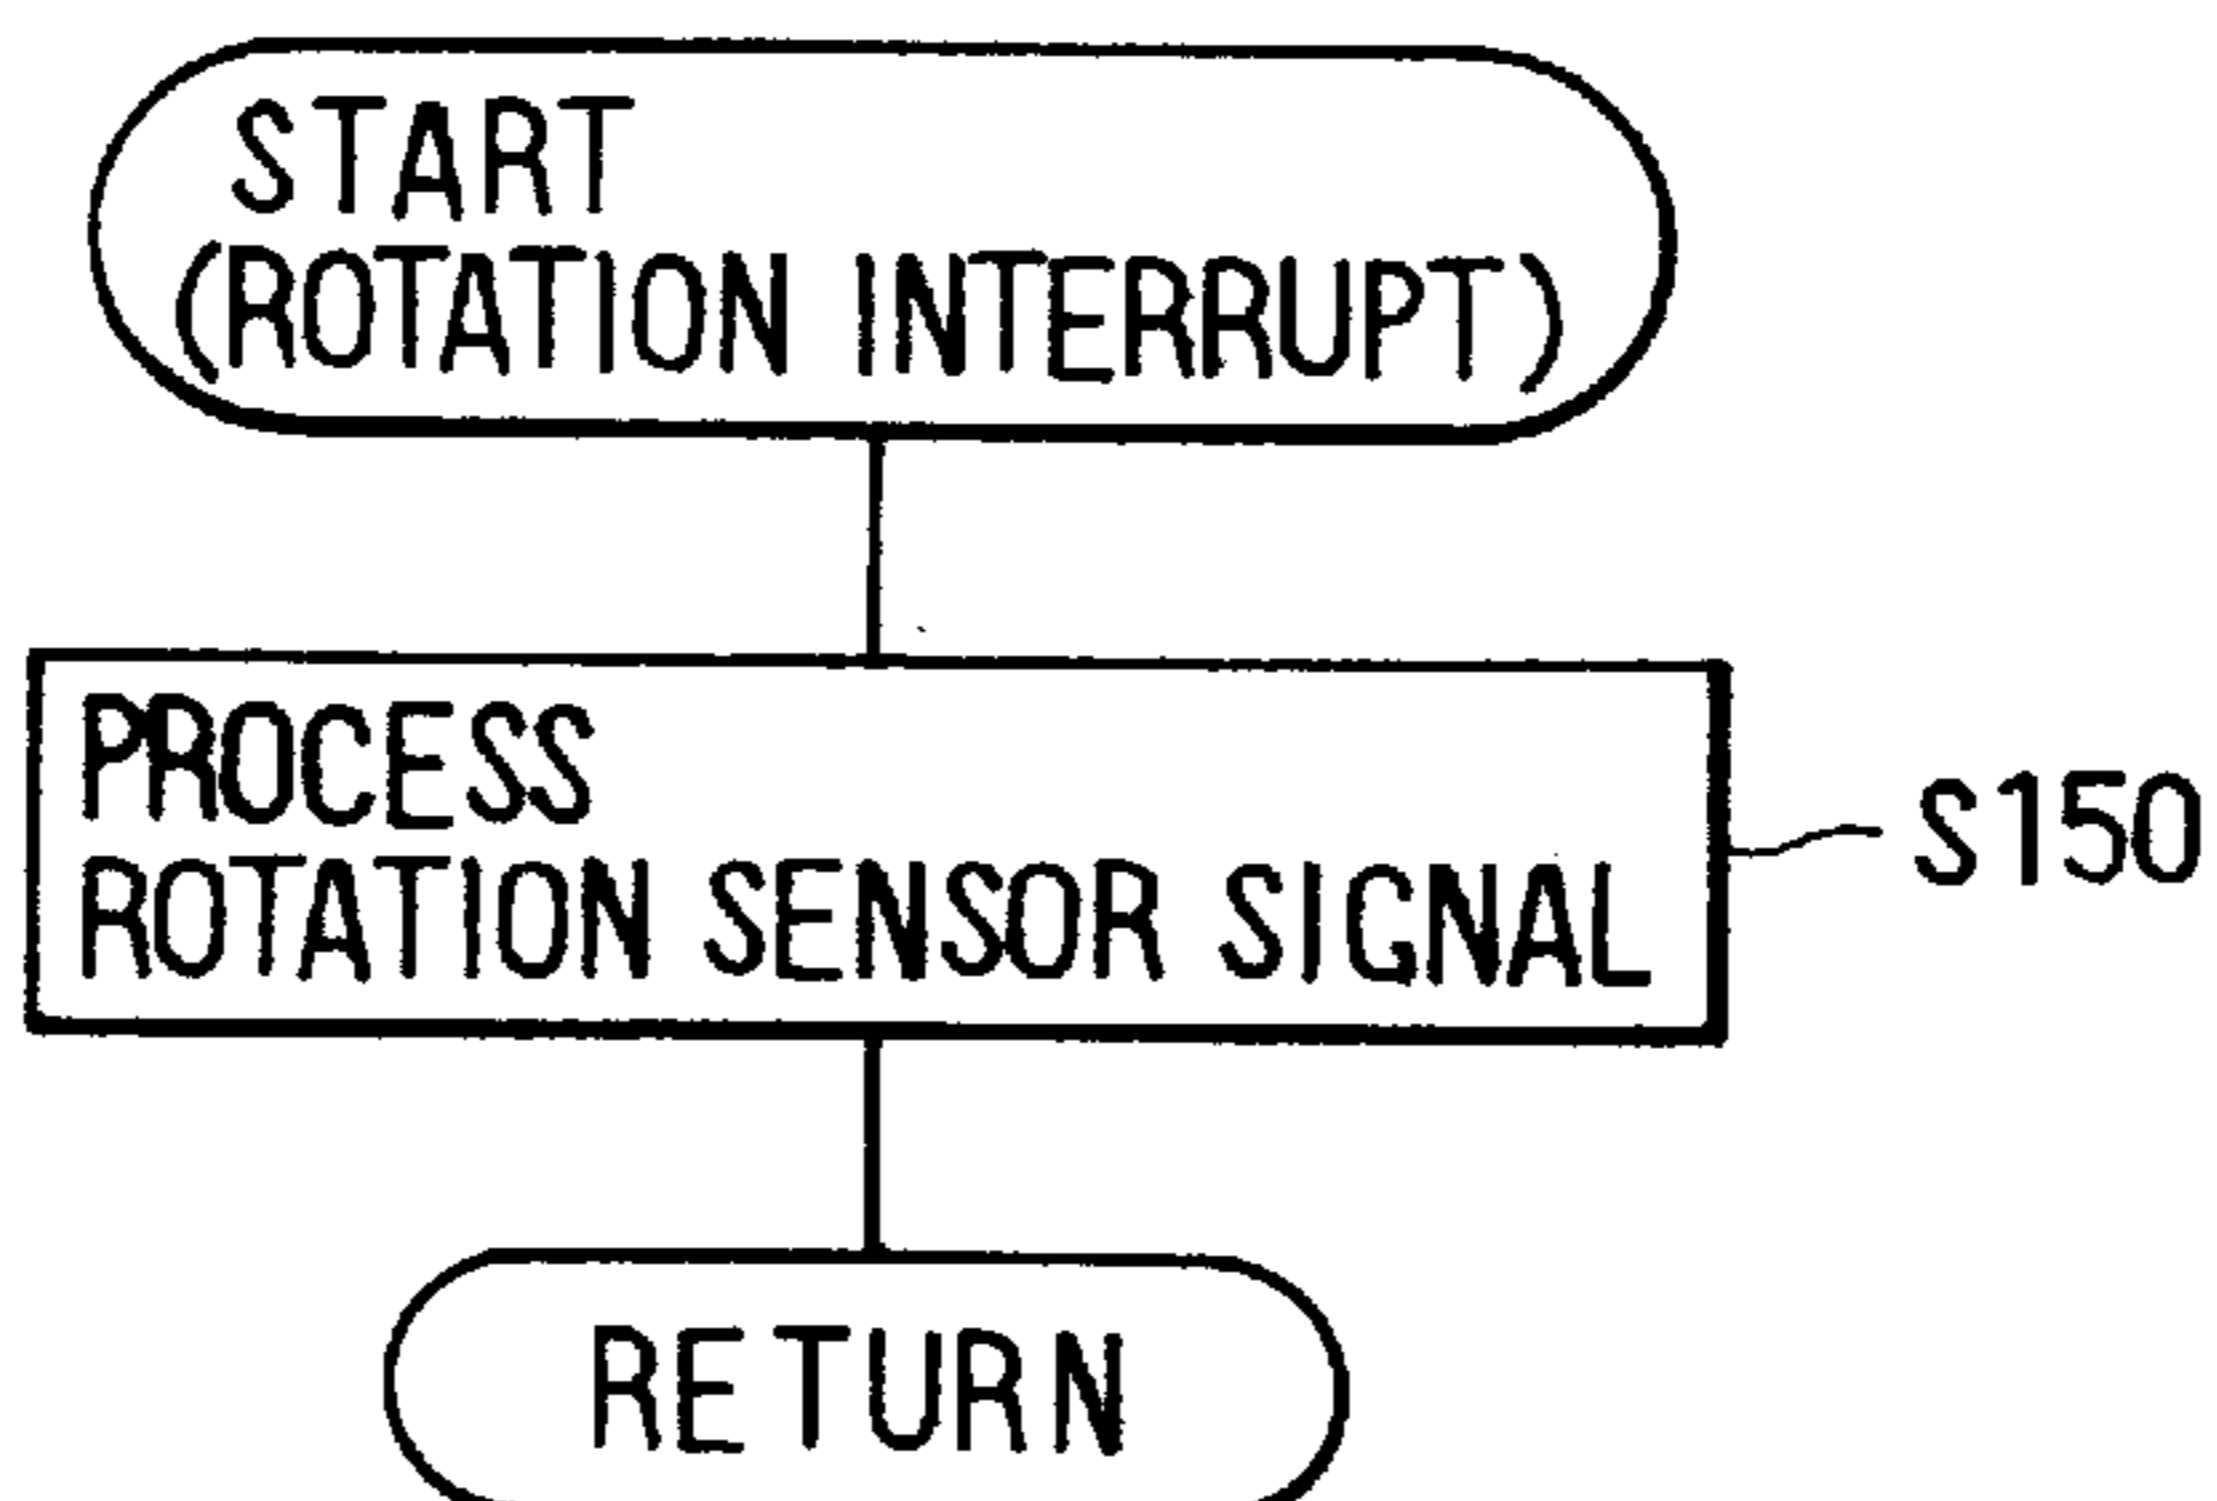 START
(ROTATION INTERRUPT)
PROCESS
ROTATION SENSOR SIGNAL
S150
RETURN